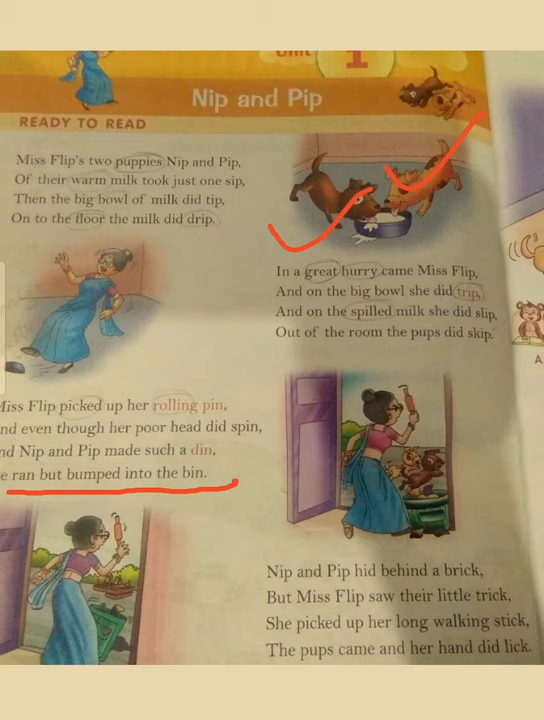 Unit 1
Nip and Pip
READY TO READ
Miss Flip's two puppies Nip and Pip,
Of their warm milk took just one sip,
Then the big bowl of milk did tip,
On to the floor the milk did drip.
In a great hurry came Miss Flip,
And on the big bowl she did trip,
And on the spilled milk she did slip,
Out of the room the pups did skip.
Miss Flip picked up her rolling pin,
And even though her poor head did spin,
And Nip and Pip made such a din,
ran but bumped into the bin.
Nip and Pip hid behind a brick,
But Miss Flip saw their little trick,
She picked up her long walking stick,
The pups came and her hand did lick.
A